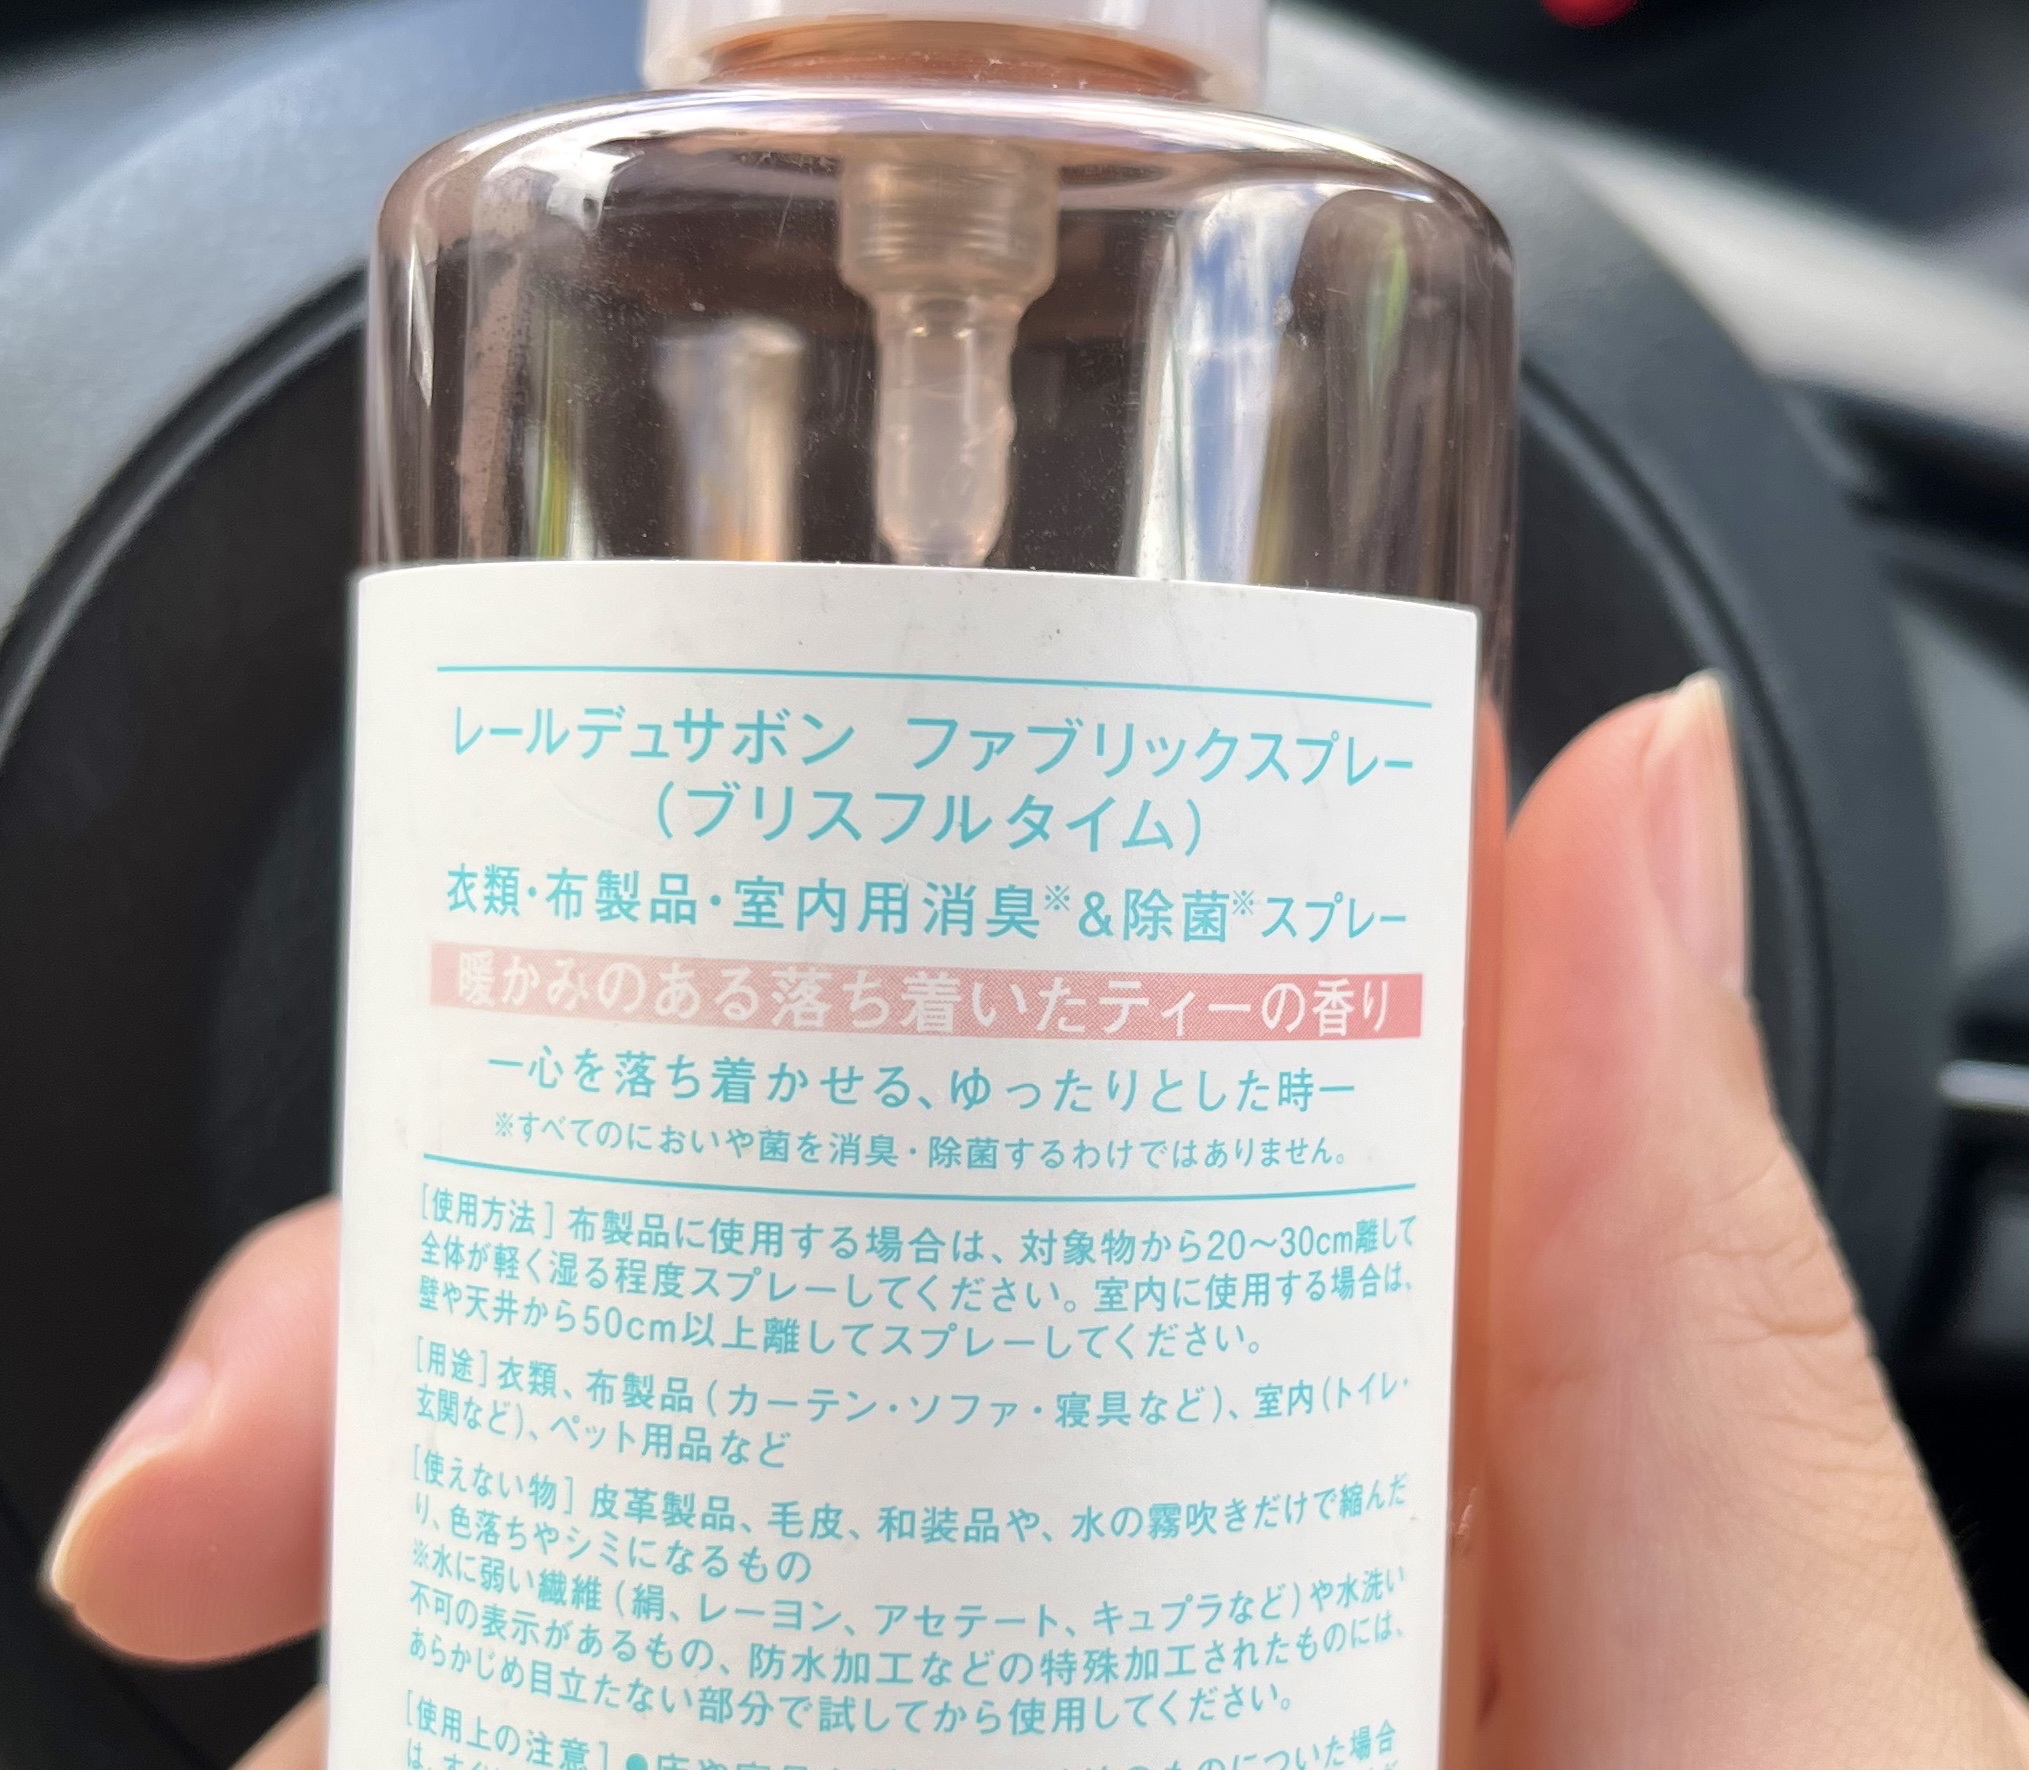 レールデュサボン ファブリックスプレー
（ブリスフルタイム）
衣類・布製品・室内用消臭※&除菌※スプレー
暖かみのある落ち着いたティーの香り
ー心を落ち着かせる、ゆったりとした時ー
※すべてのにおいや菌を消臭・除菌するわけではありません。
[使用方法]布製品に使用する場合は、対象物から20〜30cm離して
全体が軽く湿る程度スプレーしてください。室内に使用する場合は、
壁や天井から50cm以上離してスプレーしてください。
[用途]衣類、布製品（カーテン・ソファ・寝具など）、室内（トイレ・
玄関など）、ペット用品など
[使えない物]皮革製品、毛皮、和装品や、水の霧吹きだけで縮んだ
り、色落ちやシミになるもの
※水に弱い繊維（絹、レーヨン、アセテート、キュプラなど）や水洗い
不可の表示があるもの、防水加工などの特殊加工されたものには、
あらかじめ目立たない部分で試してから使用してください。
[使用上の注意]●床や家具 のものについた場合